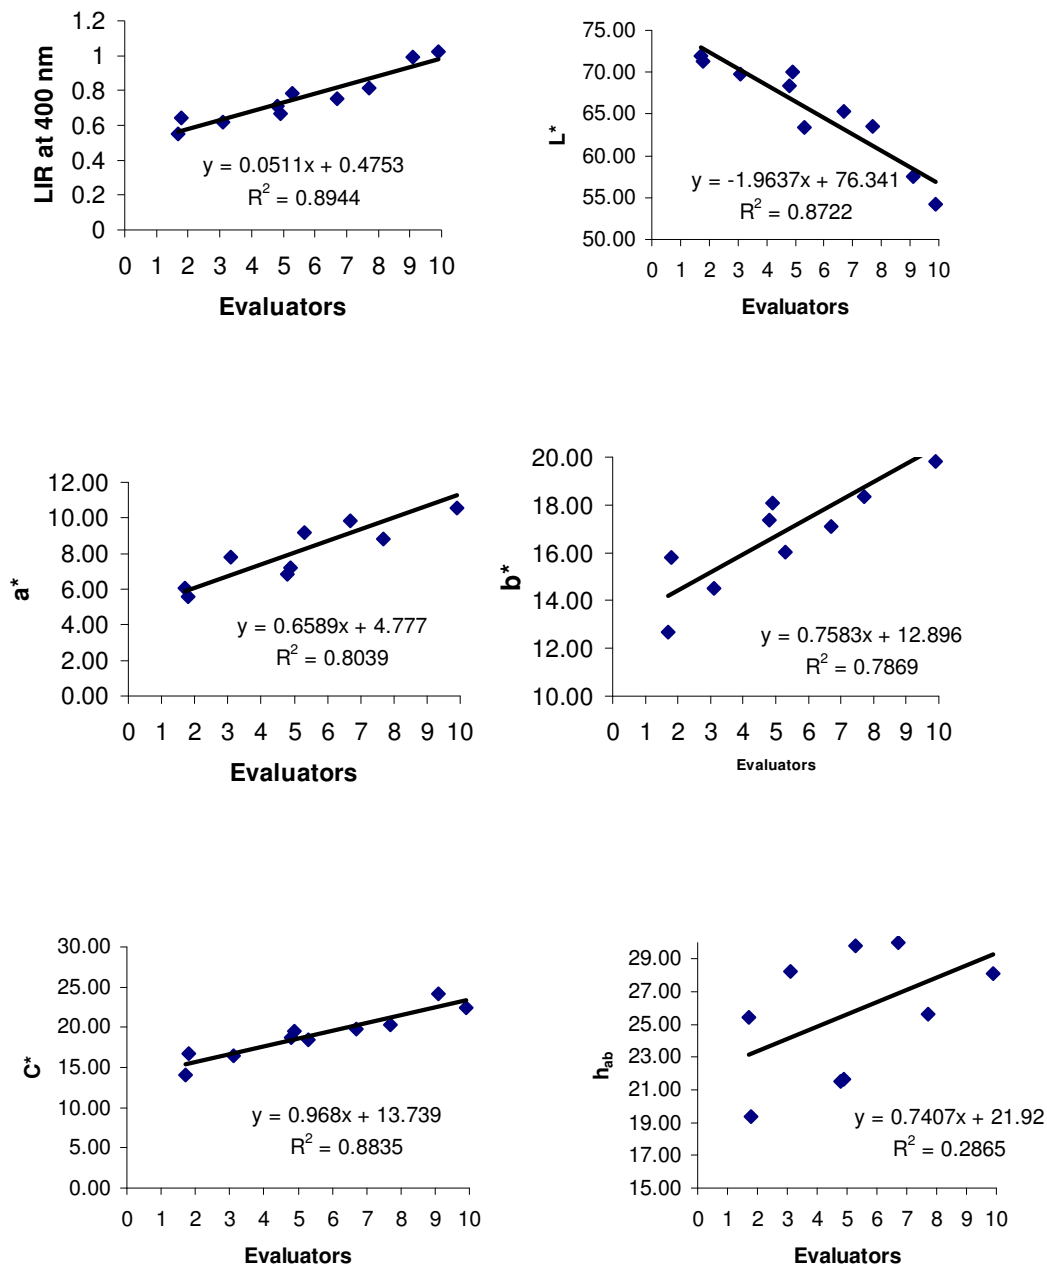 LIR at 400 nm
1.2
1
0.8
0.6
0.4
0.2
0
y = 0.0511x + 0.4753
R² = 0.8944
0 1 2 3 4 5 6 7 8 9 10
Evaluators
L*
75.00
70.00
65.00
60.00
55.00
50.00
y = -1.9637x + 76.341
R² = 0.8722
0 1 2 3 4 5 6 7 8 9 10
Evaluators
a*
12.00
10.00
8.00
6.00
4.00
2.00
0.00
y = 0.6589x + 4.777
R² = 0.8039
0 1 2 3 4 5 6 7 8 9 10
Evaluators
b*
20.00
18.00
16.00
14.00
12.00
10.00
y = 0.7583x + 12.896
R² = 0.7869
0 1 2 3 4 5 6 7 8 9 10
Evaluators
C*
30.00
25.00
20.00
15.00
10.00
5.00
0.00
y = 0.968x + 13.739
R² = 0.8835
0 1 2 3 4 5 6 7 8 9 10
Evaluators
hab
29.00
27.00
25.00
23.00
21.00
19.00
17.00
15.00
y = 0.7407x + 21.92
R² = 0.2865
0 1 2 3 4 5 6 7 8 9 10
Evaluators